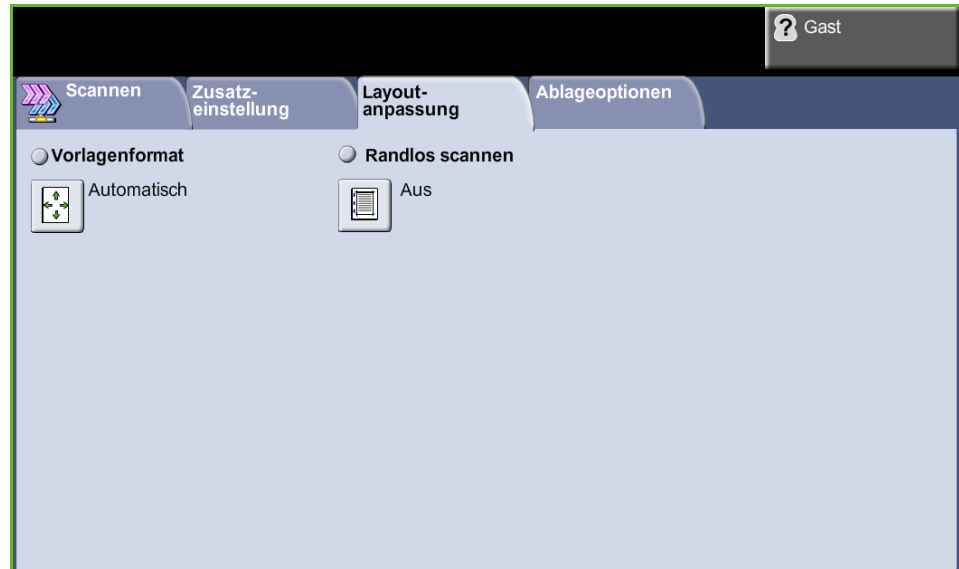 Gast
Scannen
Zusatz-
einstellung
Layout-
anpassung
Ablageoptionen
Vorlagenformat
Automatisch
Randlos scannen
Aus